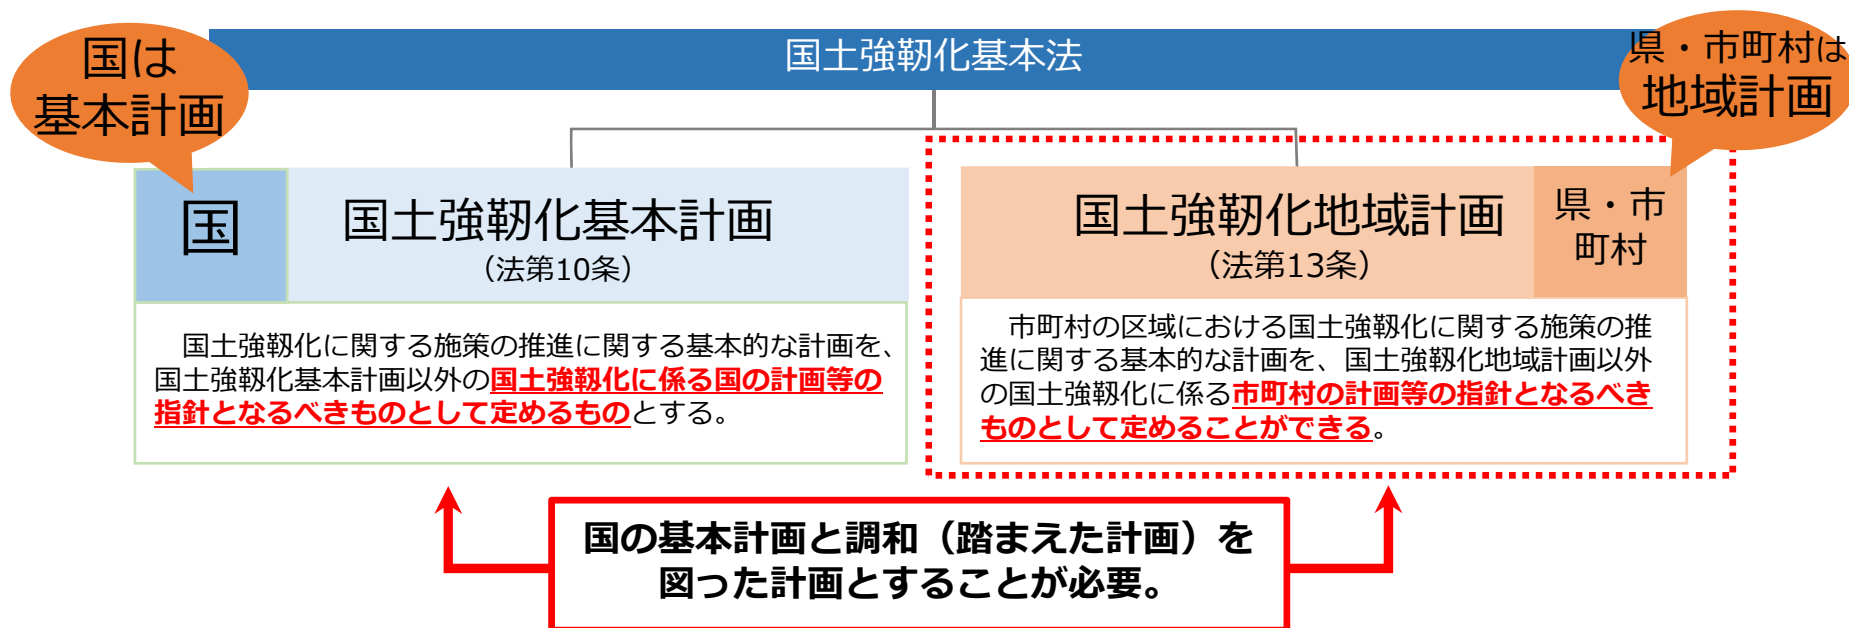 国土強靭化基本法
国は
基本計画
県・市町村は
地域計画
国
国土強靭化基本計画
（法第10条）
国土強靭化に関する施策の推進に関する基本的な計画を、
国土強靭化基本計画以外の国土強靭化に係る国の計画等の
指針となるべきものとして定めるものとする。
国土強靭化地域計画
（法第13条）
県・市
町村
市町村の区域における国土強靭化に関する施策の推
進に関する基本的な計画を、国土強靭化地域計画以外
の国土強靭化に係る市町村の計画等の指針となるべき
ものとして定めることができる。
国の基本計画と調和（踏まえた計画）を
図った計画とすることが必要。